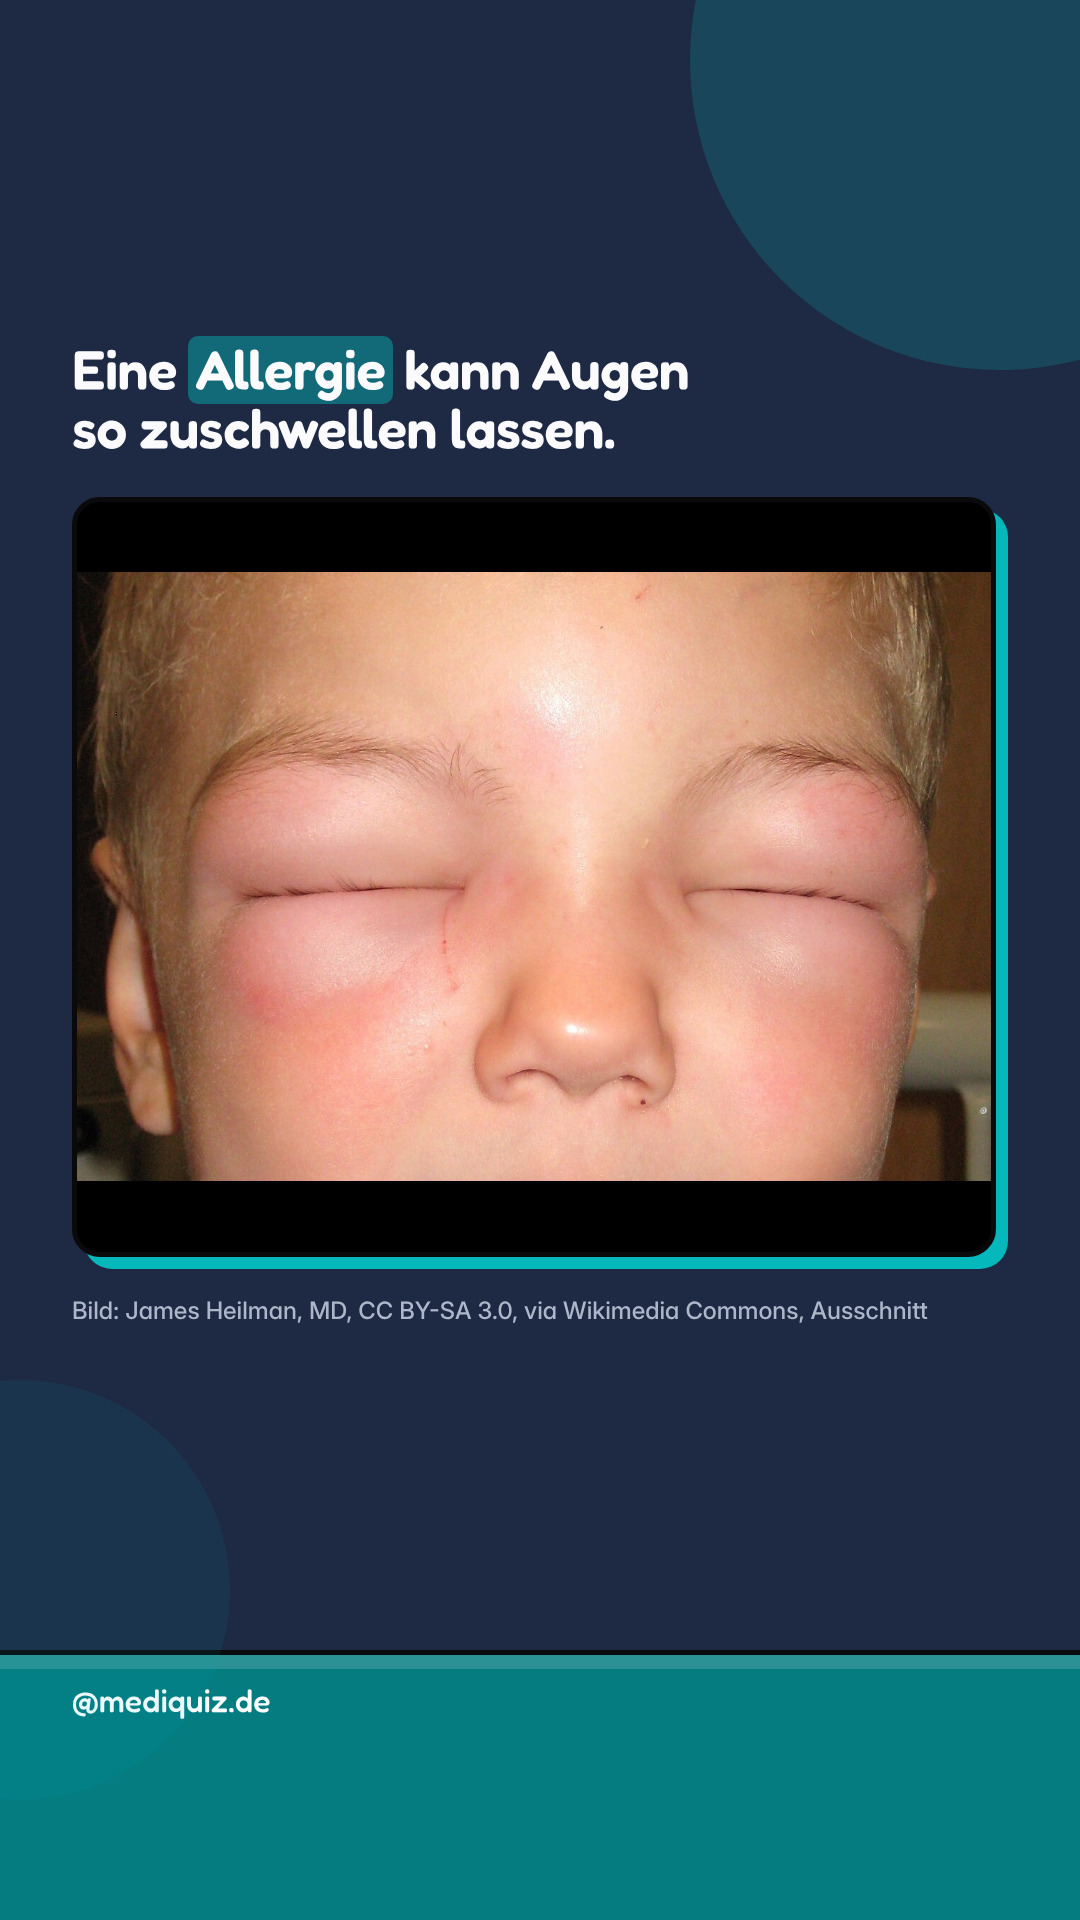 Eine Allergie kann Augen
so zuschwellen lassen.
Bild: James Heilman, MD, CC BY-SA 3.0, via Wikimedia Commons, Ausschnitt
@mediquiz.de